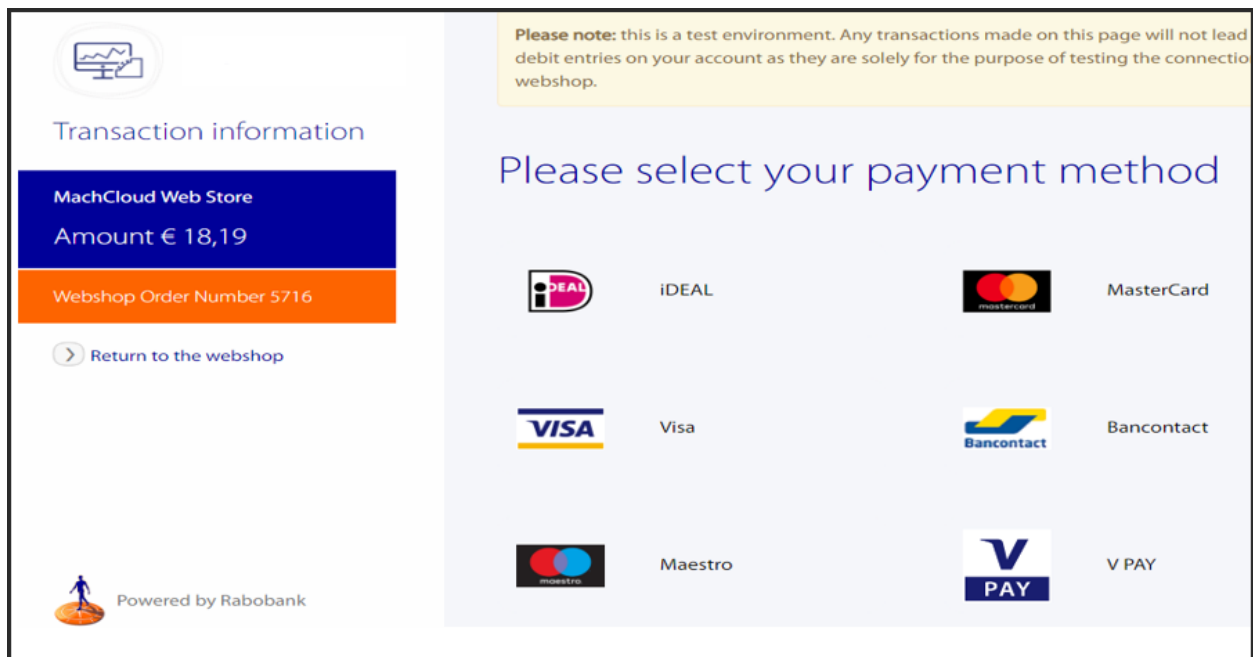 Please note: this is a test environment. Any transactions made on this page will not lead
debit entries on your account as they are solely for the purpose of testing the connectio
webshop.
Transaction information
MachCloud Web Store
Amount € 18,19
Webshop Order Number 5716
Return to the webshop
Powered by Rabobank
Please select your payment method
iDEAL
iDEAL
mastercard
MasterCard
VISA
Visa
Bancontact
Bancontact
maestro
Maestro
V
PAY
V PAY